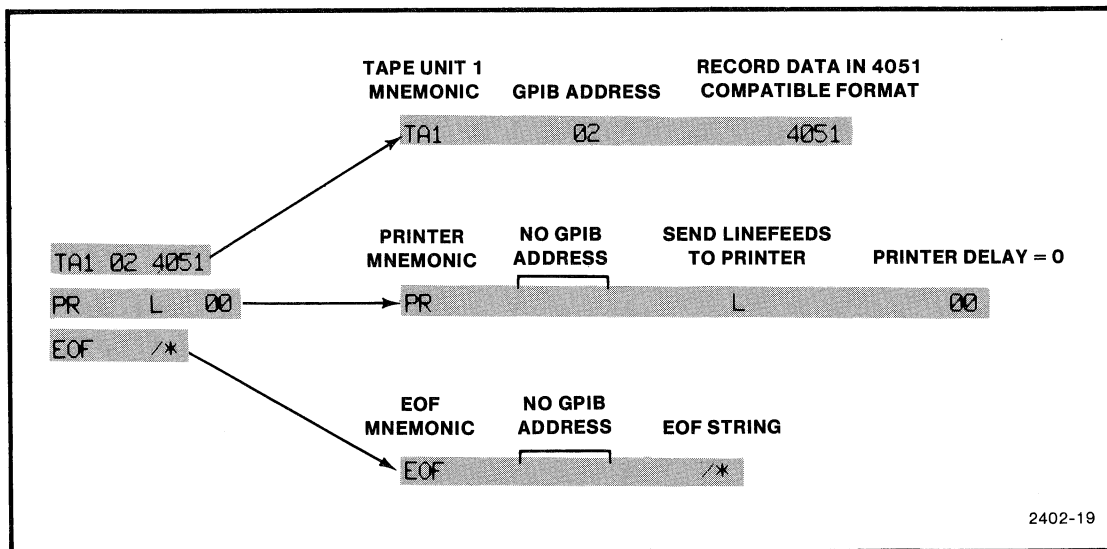 TAPE UNIT 1
MNEMONIC
GPIB ADDRESS
RECORD DATA IN 4051
COMPATIBLE FORMAT
TA1 02 4051
TA1 02 4051
PR L 00
EOF /*
PRINTER
MNEMONIC
NO GPIB
ADDRESS
SEND LINEFEEDS
TO PRINTER
PRINTER DELAY = 0
PR L 00
EOF
MNEMONIC
NO GPIB
ADDRESS
EOF STRING
EOF /*
2402-19